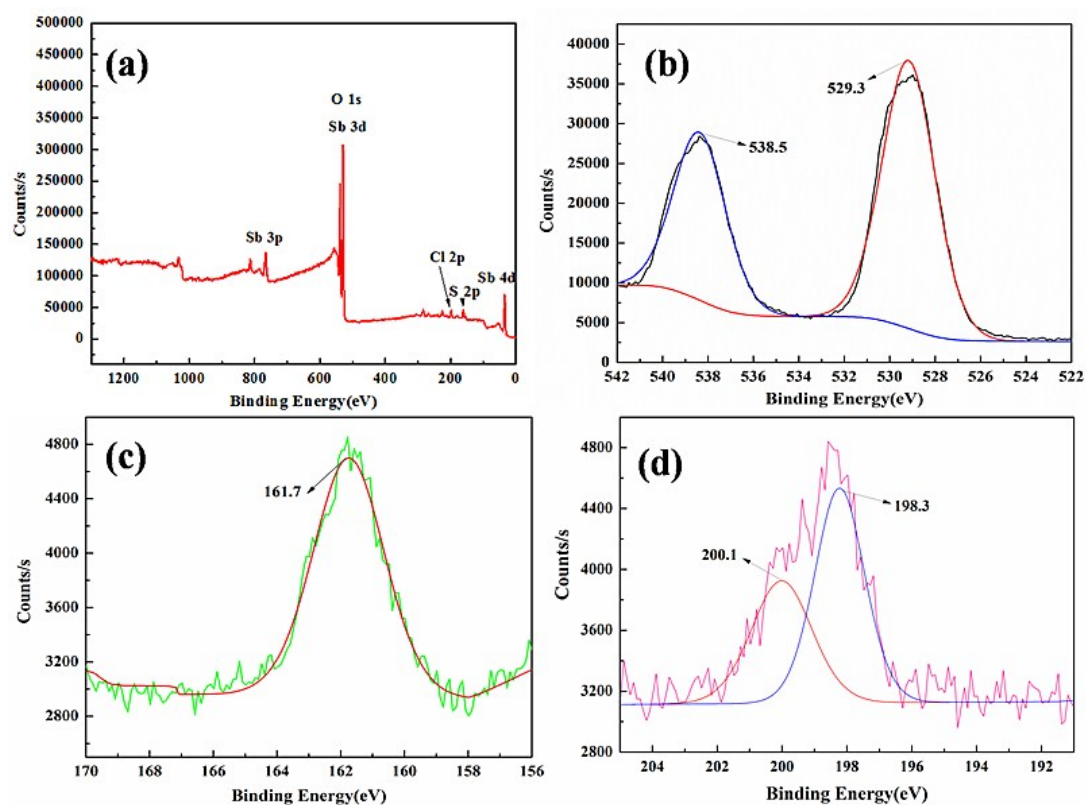 (a)
500000
450000
400000
350000
300000
250000
200000
150000
100000
50000
0
Counts/s
O 1s
Sb 3d
Sb 3p
Cl 2p
S 2p
Sb 4d
1200 1000 800 600 400 200 0
Binding Energy(eV)
(b)
40000
35000
30000
25000
20000
15000
10000
5000
0
Counts/s
529.3
538.5
542 540 538 536 534 532 530 528 526 524 522
Binding Energy(eV)
(c)
4800
4400
4000
3600
3200
2800
Counts/s
161.7
170 168 166 164 162 160 158 156
Binding Energy(eV)
(d)
4800
4400
4000
3600
3200
2800
Counts/s
198.3
200.1
204 202 200 198 196 194 192
Binding Energy(eV)